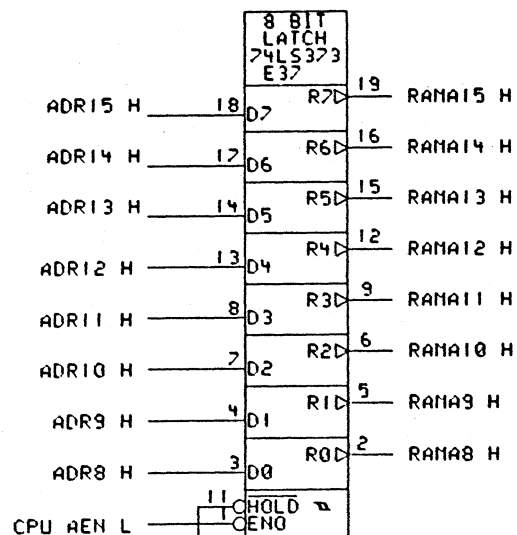 8 BIT
LATCH
74LS373
E37
ADR15 H 18 D7 R7 19 RAMA15 H
ADR14 H 17 D6 R6 16 RAMA14 H
ADR13 H 14 D5 R5 15 RAMA13 H
ADR12 H 13 D4 R4 12 RAMA12 H
ADR11 H 8 D3 R3 9 RAMA11 H
ADR10 H 7 D2 R2 6 RAMA10 H
ADR9 H 4 D1 R1 5 RAMA9 H
ADR8 H 3 D0 R0 2 RAMA8 H
11 HOLD
CPU AEN L 1 ENO